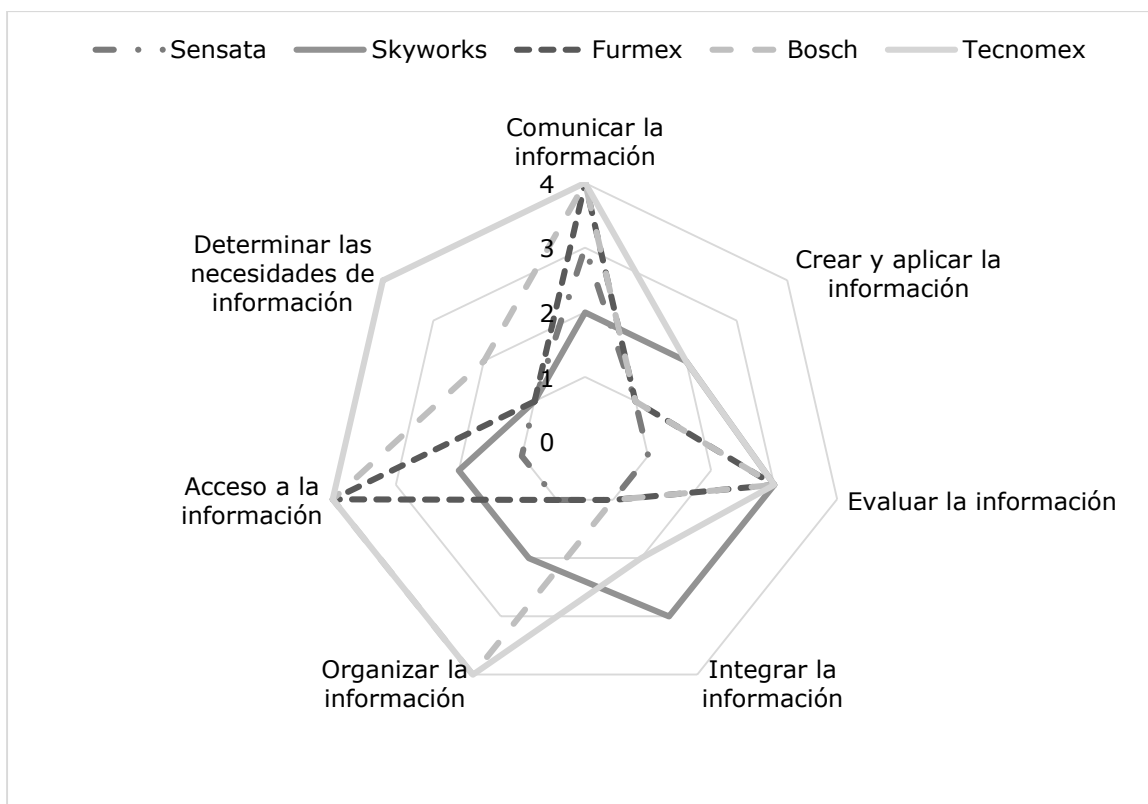 Sensata Skyworks Furmex Bosch Tecnomex
Comunicar la
información
4
3
2
1
0
Crear y aplicar la
información
Evaluar la información
Integrar la
información
Organizar la
información
Acceso a la
información
Determinar las
necesidades de
información